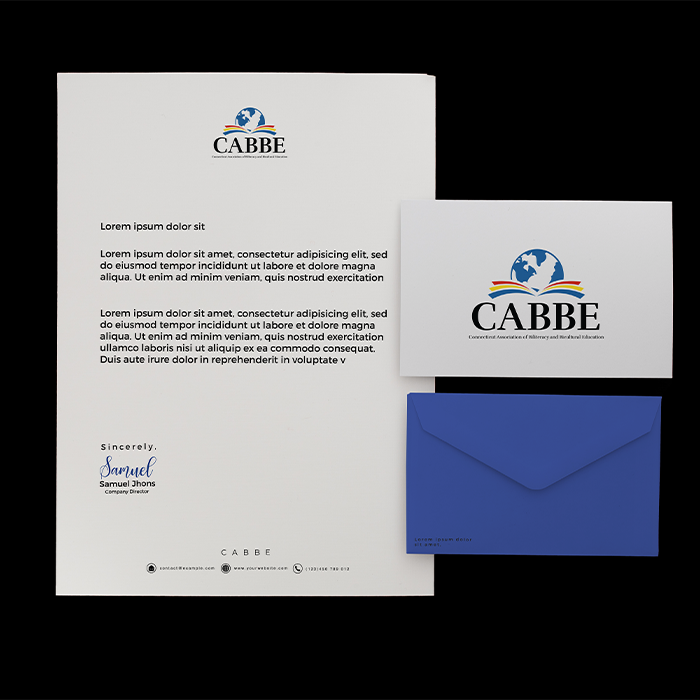 CABBE
Connecticut Association of Biliteracy and Bicultural Education
Lorem ipsum dolor sit
Lorem ipsum dolor sit amet, consectetur adipisicing elit, sed
do eiusmod tempor incididunt ut labore et dolore magna
aliqua. Ut enim ad minim veniam, quis nostrud exercitation
Lorem ipsum dolor sit amet, consectetur adipisicing elit, sed
do eiusmod tempor incididunt ut labore et dolore magna
aliqua. Ut enim ad minim veniam, quis nostrud exercitation
ullamco laboris nisi ut aliquip ex ea commodo consequat.
Duis aute irure dolor in reprehenderit in voluptate v
Sincerely,
Samuel
Samuel Jhons
Company Director
CABBE
contact@example.com www.yourwebsite.com (123)456 789 012
CABBE
Connecticut Association of Biliteracy and Bicultural Education
Lorem ipsum dolor
sit amet,